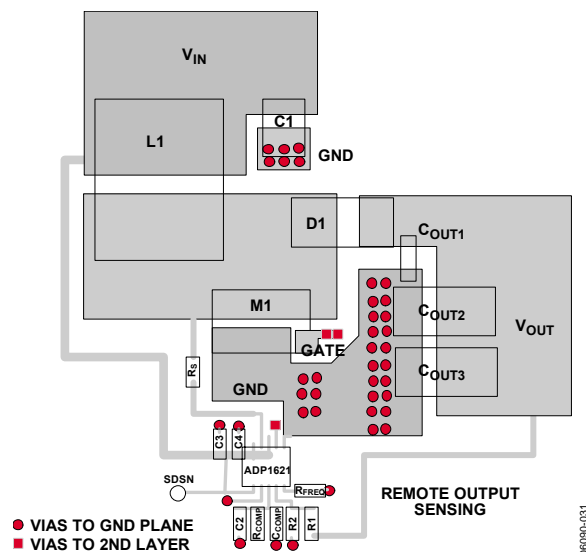 VIN
L1
C1
GND
D1
COUT1
M1
COUT2
VOUT
GATE
RS
COUT3
GND
C3
C4
ADP1621
SDSN
RFREQ
REMOTE OUTPUT
SENSING
C2
RCOMP
CCOMP
R2
R1
VIAS TO GND PLANE
VIAS TO 2ND LAYER
06090-031